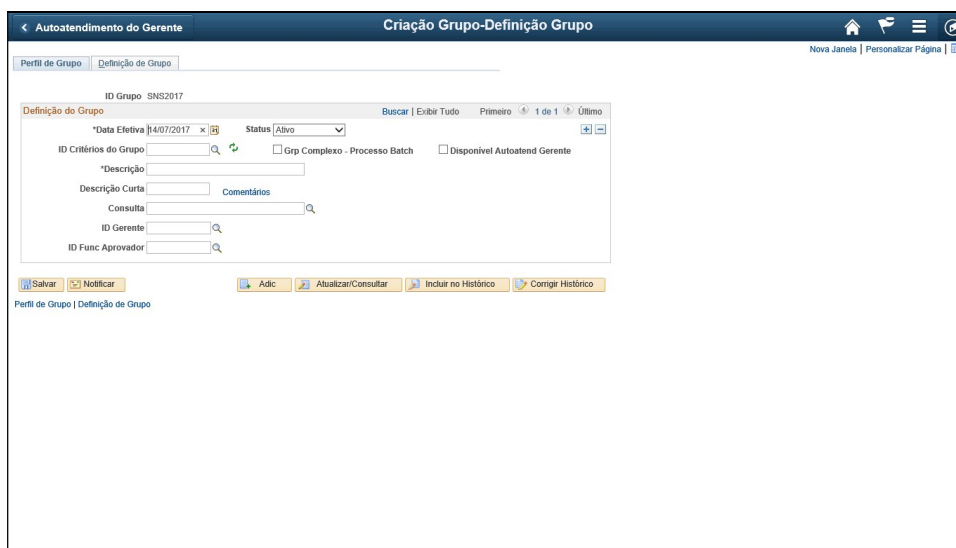 Autoatendimento do Gerente
Criação Grupo-Definição Grupo
Nova Janela | Personalizar Página |
Perfil de Grupo Definição de Grupo
ID Grupo SNS2017
Definição do Grupo Buscar | Exibir Tudo Primeiro 1 de 1 Último
*Data Efetiva 14/07/2017 Status Ativo
ID Critérios do Grupo Grp Complexo - Processo Batch Disponível Autoatend Gerente
*Descrição
Descrição Curta Comentários
Consulta
ID Gerente
ID Func Aprovador
Salvar Notificar Adic Atualizar/Consultar Incluir no Histórico Corrigir Histórico
Perfil de Grupo | Definição de Grupo